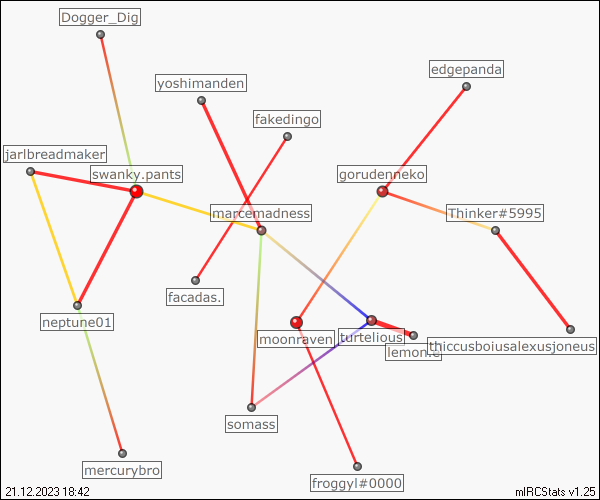 Dogger_Dig
edgepanda
yoshimanden
fakedingo
jarlbreadmaker
swanky.pants
gorudenneko
marcemadness
Thinker#5995
facadas.
neptune01
moonraven
turtelious
thiccusboiusalexusjoneus
somass
mercurybro
froggyl#0000
21.12.2023 18:42
mIRCStats v1.25